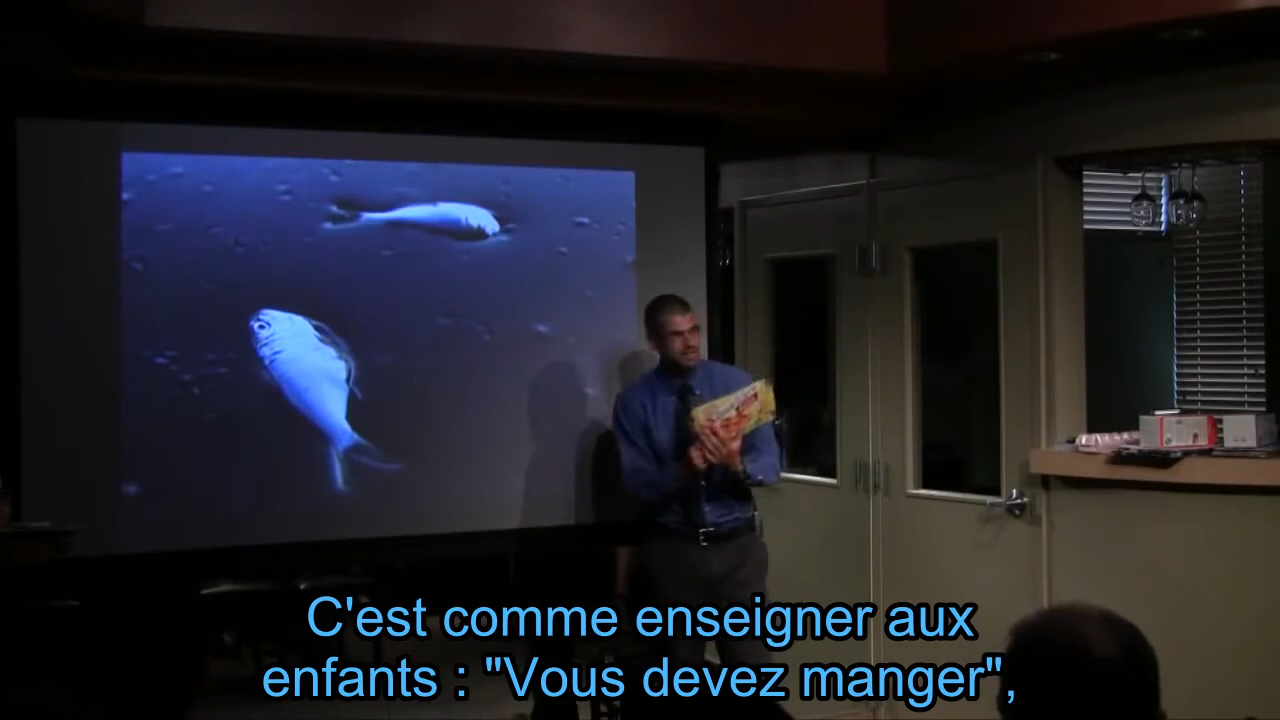 C'est comme enseigner aux
enfants : "Vous devez manger",